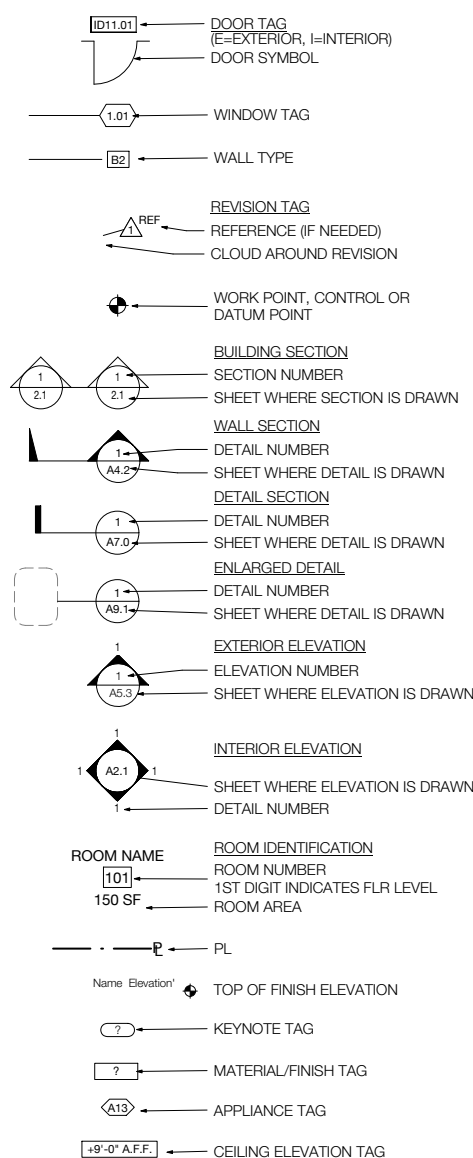 ID11.01
DOOR TAG
(E=EXTERIOR, I=INTERIOR)
DOOR SYMBOL
1.01
WINDOW TAG
B2
WALL TYPE
REVISION TAG
1 REF
REFERENCE (IF NEEDED)
CLOUD AROUND REVISION
WORK POINT, CONTROL OR
DATUM POINT
BUILDING SECTION
1 1 SECTION NUMBER
2.1 2.1 SHEET WHERE SECTION IS DRAWN
WALL SECTION
1 DETAIL NUMBER
A4.2 SHEET WHERE DETAIL IS DRAWN
DETAIL SECTION
1 DETAIL NUMBER
A7.0 SHEET WHERE DETAIL IS DRAWN
ENLARGED DETAIL
1 DETAIL NUMBER
A9.1 SHEET WHERE DETAIL IS DRAWN
1 EXTERIOR ELEVATION
1 ELEVATION NUMBER
A5.3 SHEET WHERE ELEVATION IS DRAWN
1
INTERIOR ELEVATION
1 A2.1 1
SHEET WHERE ELEVATION IS DRAWN
1 DETAIL NUMBER
ROOM IDENTIFICATION
ROOM NAME
101 ROOM NUMBER
1ST DIGIT INDICATES FLR LEVEL
150 SF ROOM AREA
PL PL
Name Elevation' TOP OF FINISH ELEVATION
? KEYNOTE TAG
? MATERIAL/FINISH TAG
A13 APPLIANCE TAG
+9'-0" A.F.F. CEILING ELEVATION TAG